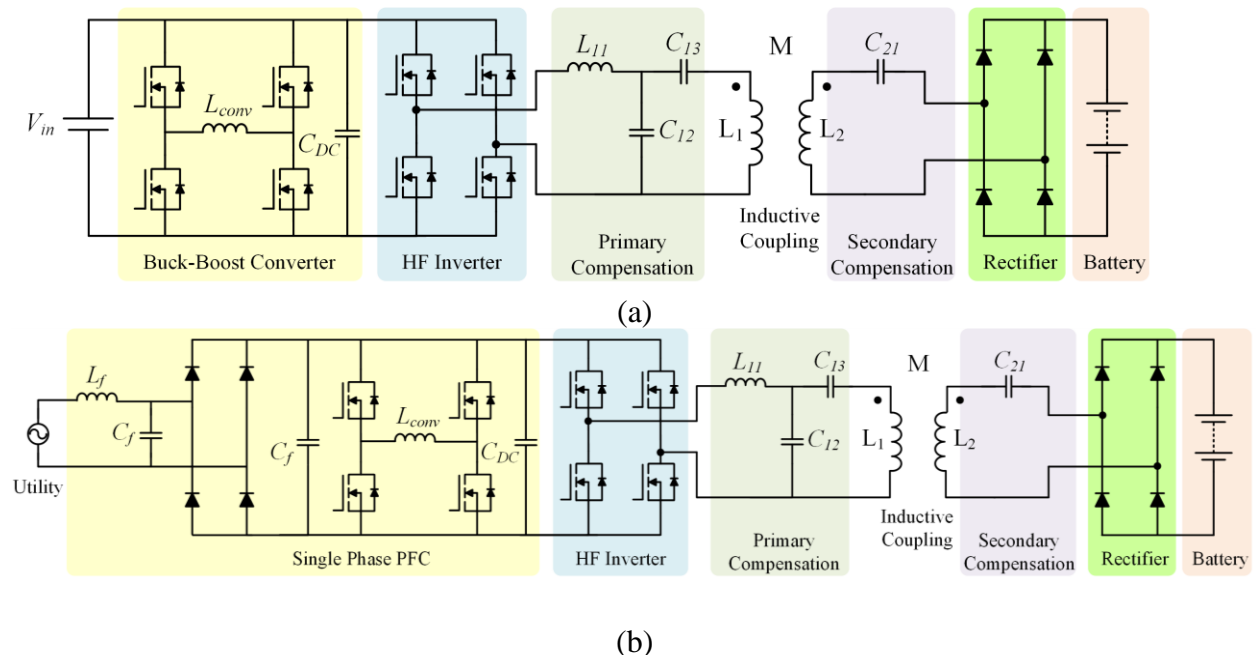 L11
C13
M
C21
Lconv
Vin
CDC
C12
L1
L2
Inductive
Coupling
Buck-Boost Converter
HF Inverter
Primary
Compensation
Secondary
Compensation
Rectifier
Battery
(a)
Lf
L11
C13
M
C21
Cf
Lconv
Cf
CDC
C12
L1
L2
Utility
Inductive
Coupling
Single Phase PFC
HF Inverter
Primary
Compensation
Secondary
Compensation
Rectifier
Battery
(b)